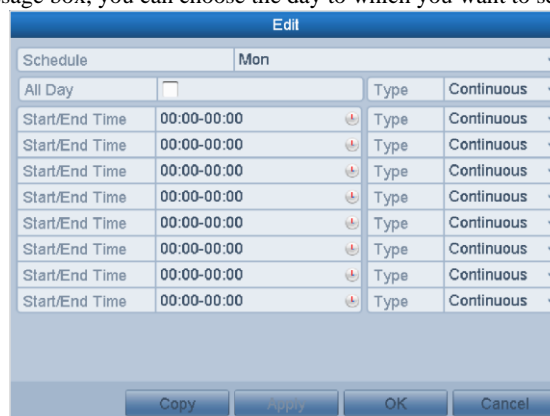 sage box, you can choose the day to which you want to se
Edit
Schedule Mon
All Day Type Continuous
Start/End Time 00:00-00:00 Type Continuous
Start/End Time 00:00-00:00 Type Continuous
Start/End Time 00:00-00:00 Type Continuous
Start/End Time 00:00-00:00 Type Continuous
Start/End Time 00:00-00:00 Type Continuous
Start/End Time 00:00-00:00 Type Continuous
Start/End Time 00:00-00:00 Type Continuous
Start/End Time 00:00-00:00 Type Continuous
Copy Apply OK Cancel